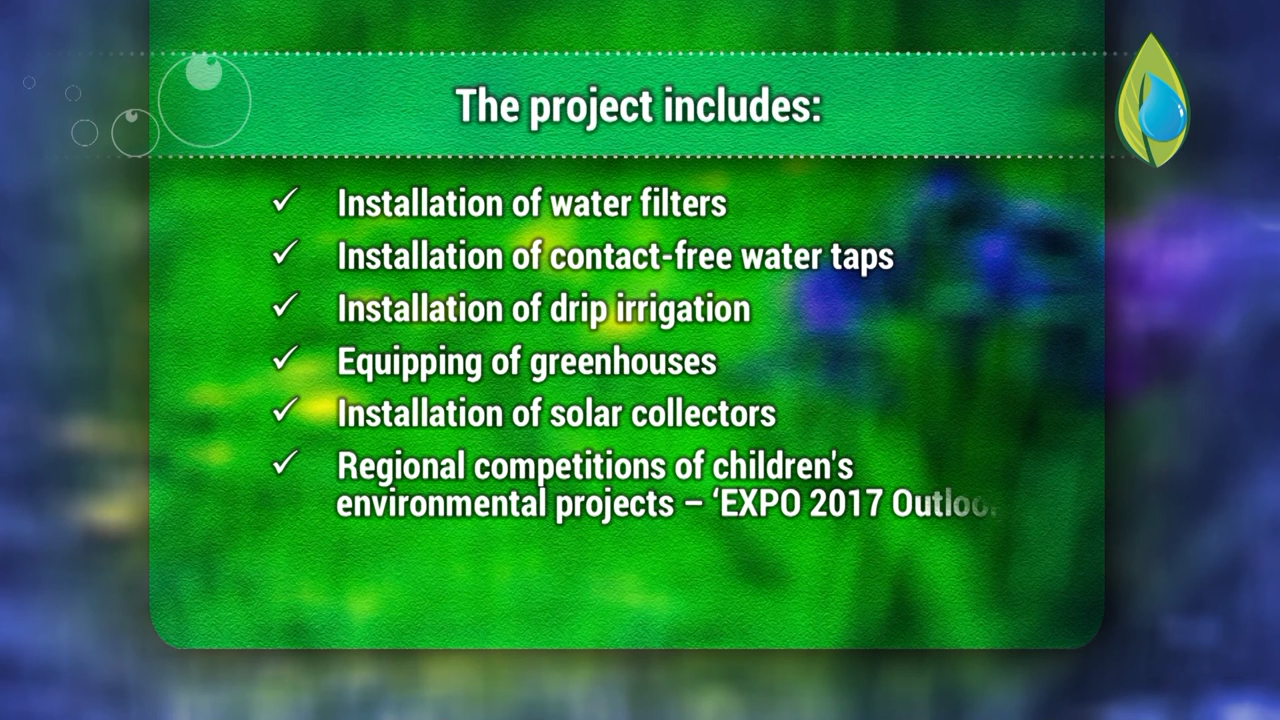 The project includes:
✓ Installation of water filters
✓ Installation of contact-free water taps
✓ Installation of drip irrigation
✓ Equipping of greenhouses
✓ Installation of solar collectors
✓ Regional competitions of children's
environmental projects – ‘EXPO 2017